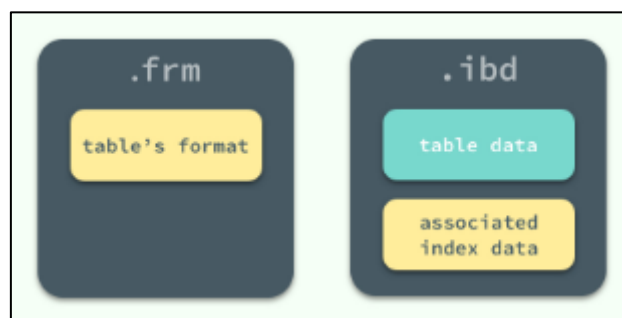 .frm
table's format
.ibd
table data
associated
index data